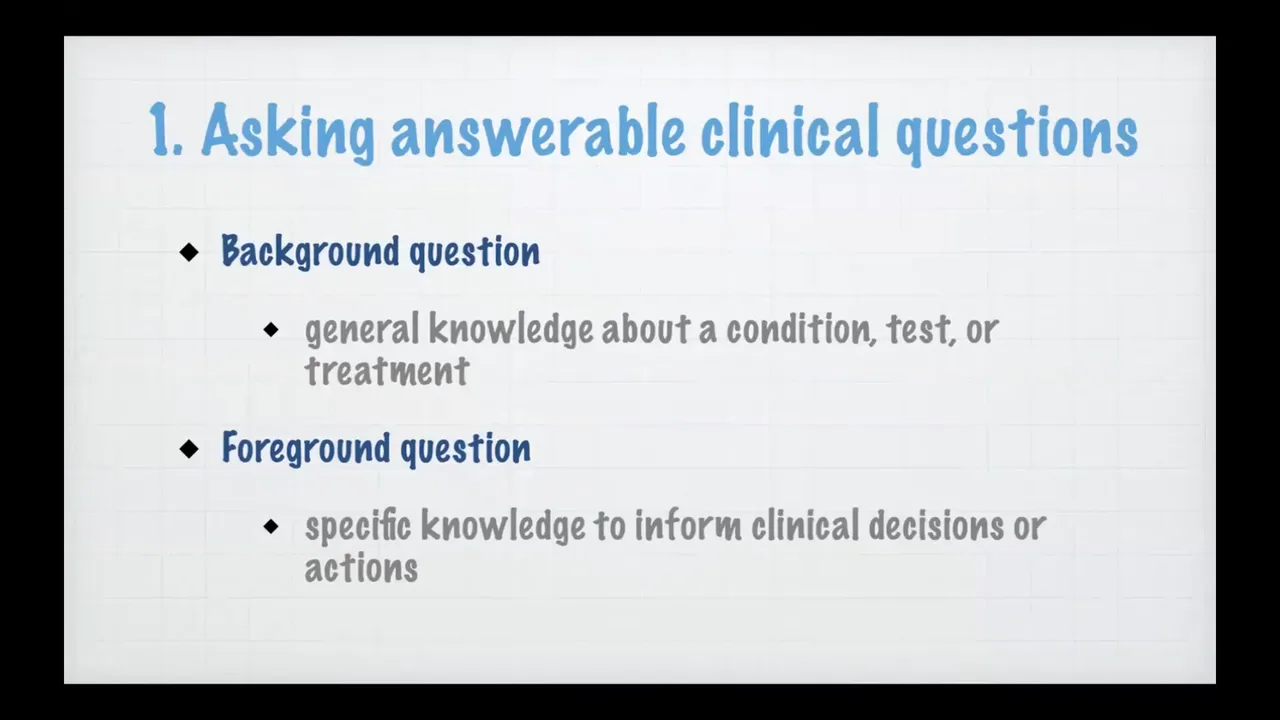 1. Asking answerable clinical questions
Background question
general knowledge about a condition, test, or
treatment
Foreground question
specific knowledge to inform clinical decisions or
actions